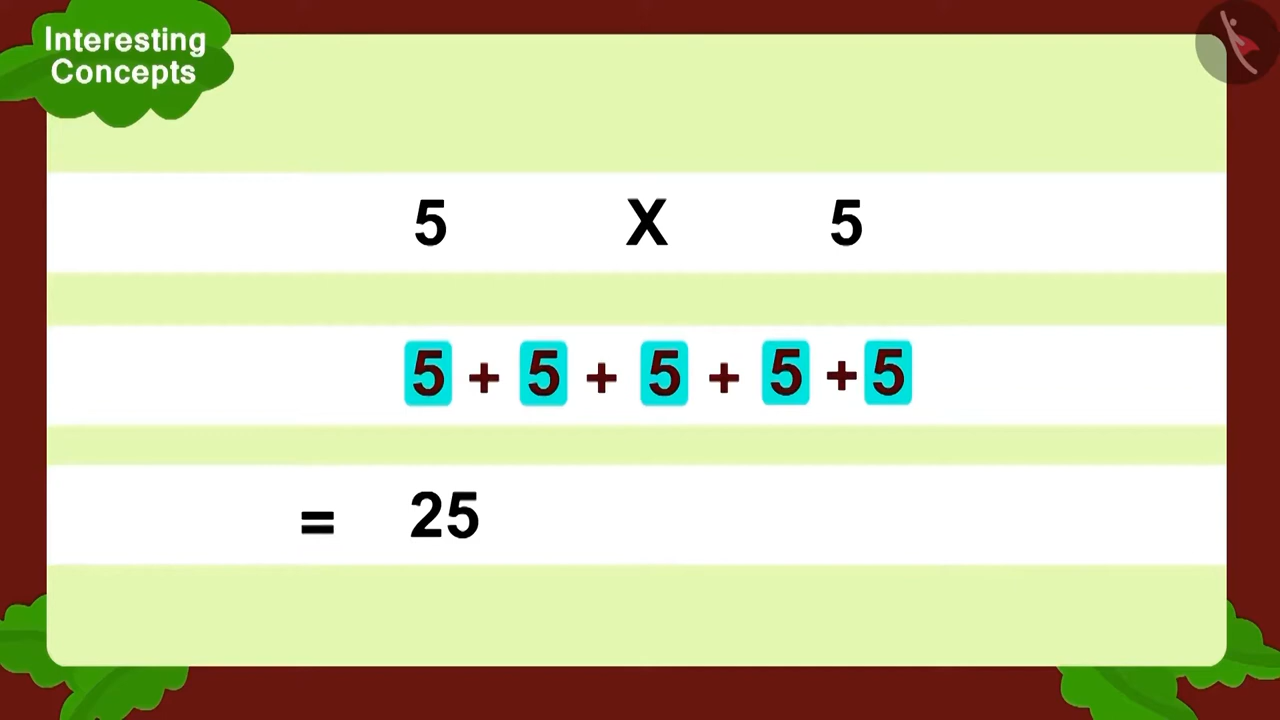 Interesting
Concepts
5 X 5
5 + 5 + 5 + 5 + 5
= 25